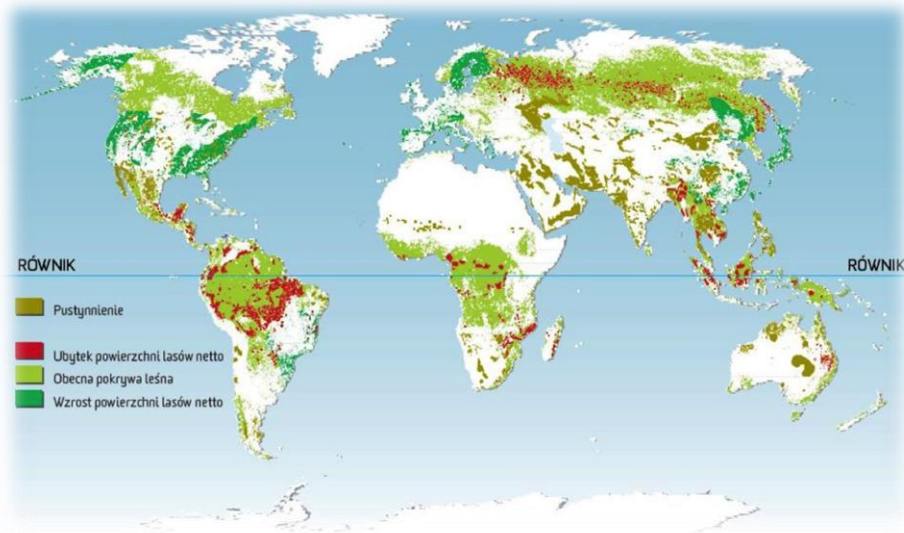 RÓWNIK
RÓWNIK
Pustynnienie
Ubytek powierzchni lasów netto
Obecna pokrywa leśna
Wzrost powierzchni lasów netto